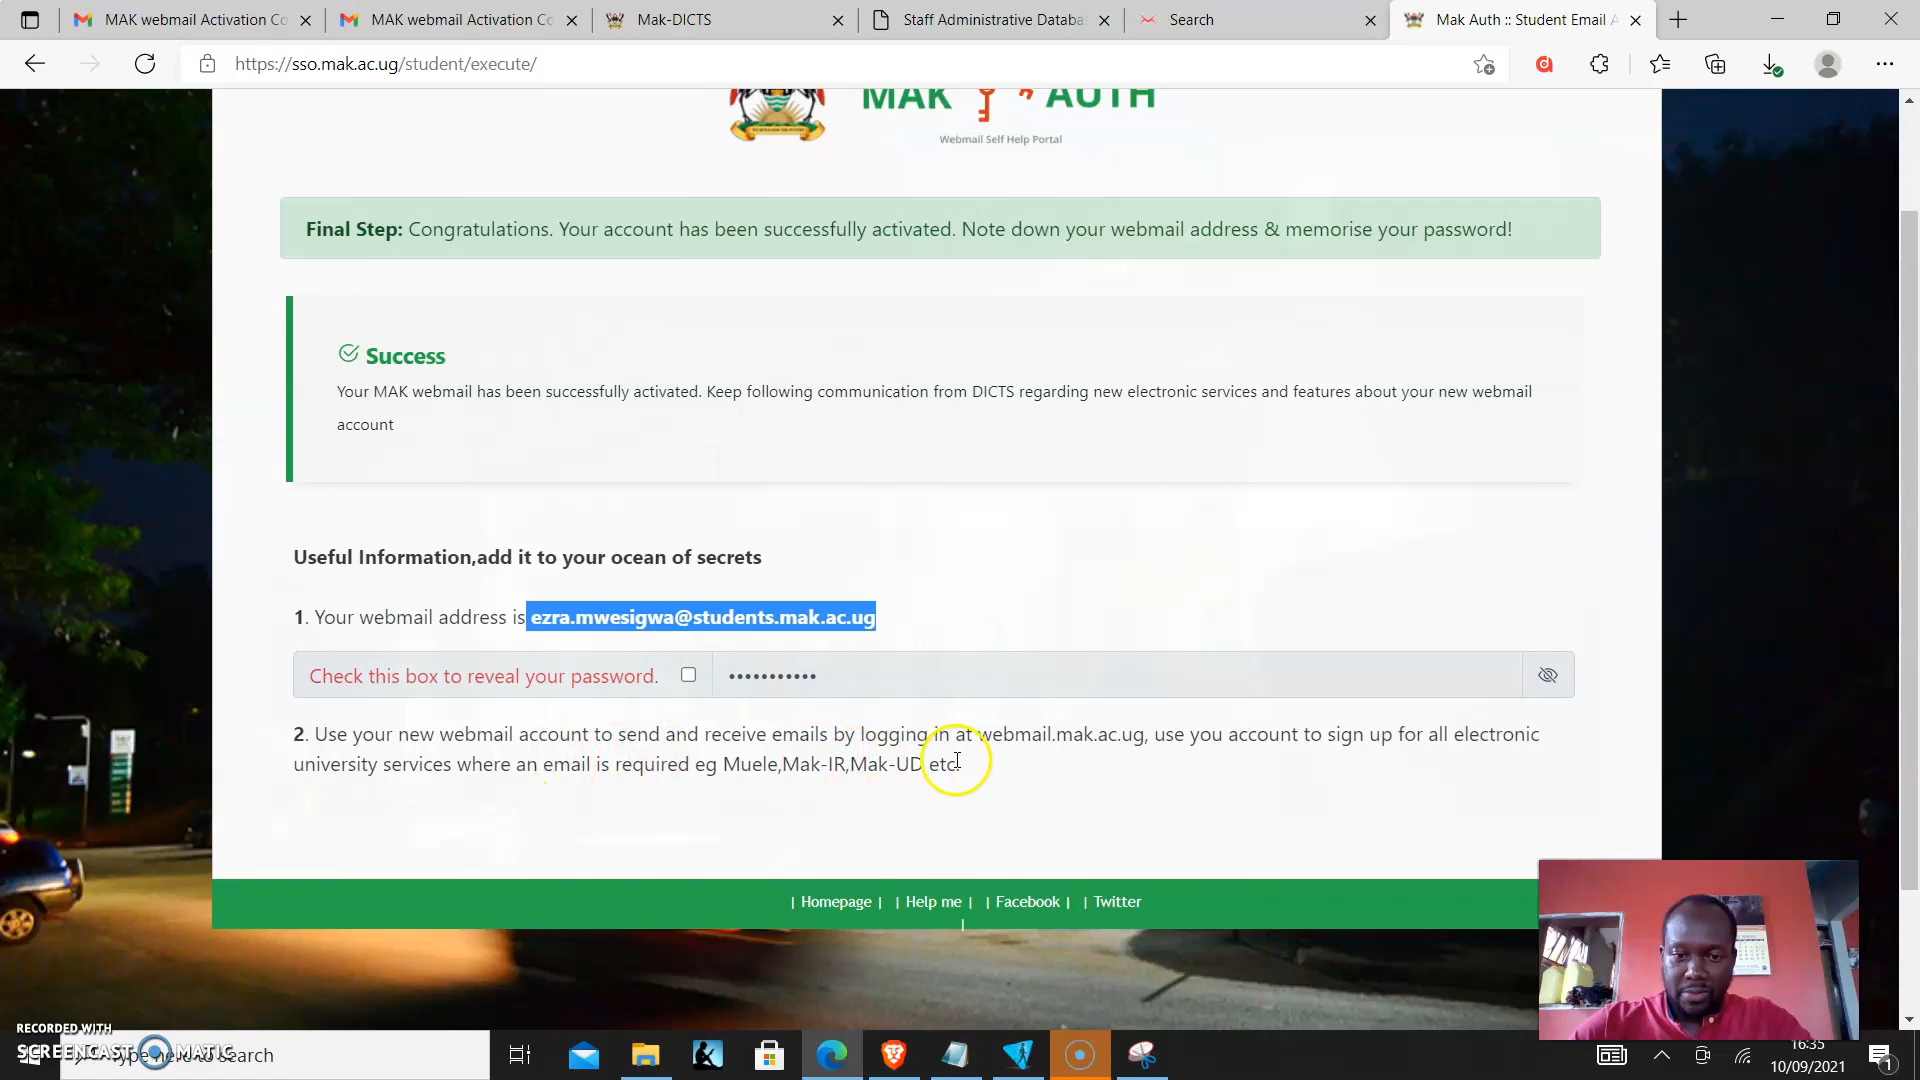 MAK webmail Activation Co
MAK webmail Activation Co
Mak-DICTS
Staff Administrative Databa
Search
Mak Auth :: Student Email A
https://sso.mak.ac.ug/student/execute/
MAK AUTH
Webmail Self Help Portal
Final Step: Congratulations. Your account has been successfully activated. Note down your webmail address & memorise your password!
Success
Your MAK webmail has been successfully activated. Keep following communication from DICTS regarding new electronic services and features about your new webmail
account
Useful Information,add it to your ocean of secrets
1. Your webmail address is ezra.mwesigwa@students.mak.ac.ug
Check this box to reveal your password.
2. Use your new webmail account to send and receive emails by logging in at webmail.mak.ac.ug, use you account to sign up for all electronic
university services where an email is required eg Muele,Mak-IR,Mak-UD etc.
| Homepage | | Help me | | Facebook | | Twitter
|
RECORDED WITH
SCREENCAST MATIC
Type here to search
16:35
10/09/2021
1